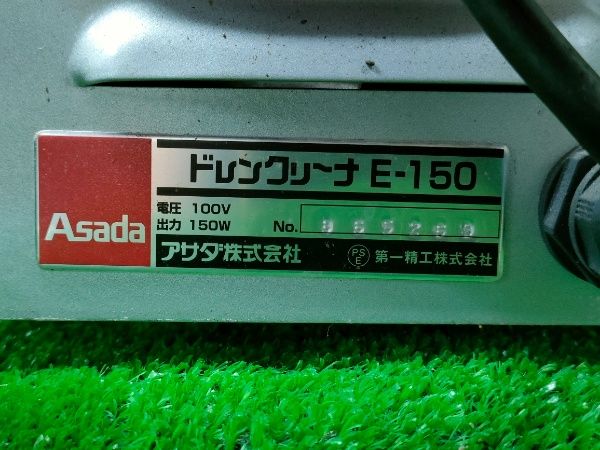 Asada
ドレンクリーナ E-150
電圧 100V
出力 150W No.
アサダ株式会社 PS E 第一精工株式会社